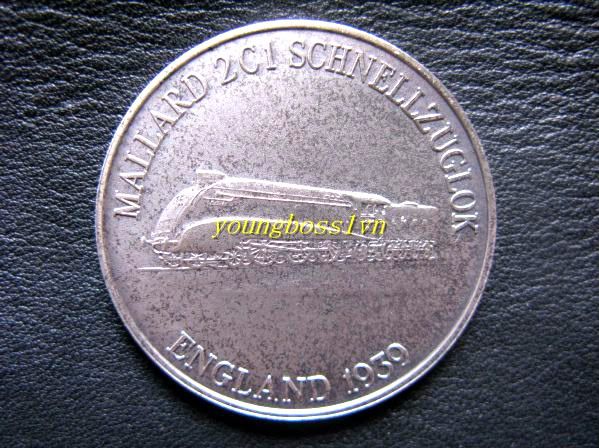 MALLARD 2C1 SCHNELLZUGLOK
youngboss1vn
ENGLAND 1939